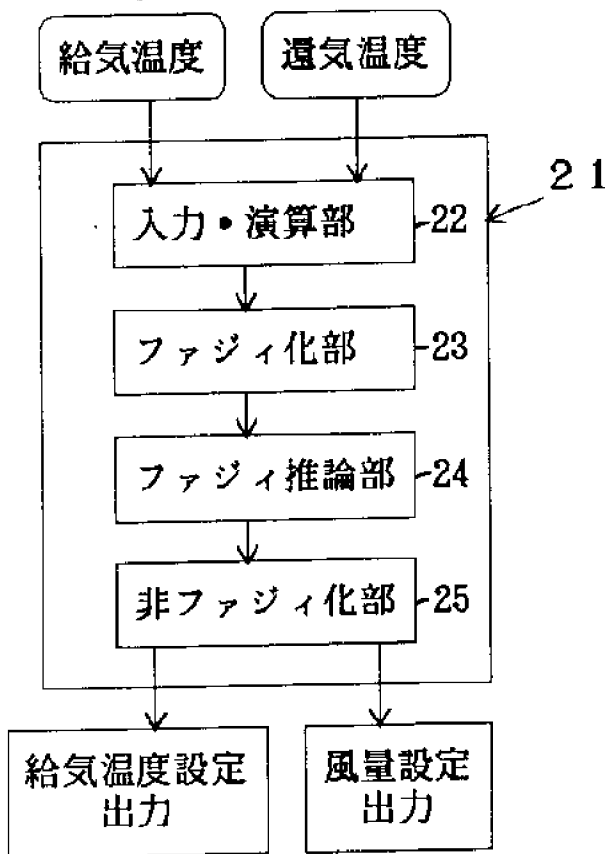 給気温度
還気温度
21
入力・演算部
22
ファジィ化部
23
ファジィ推論部
24
非ファジィ化部
25
給気温度設定
出力
風量設定
出力